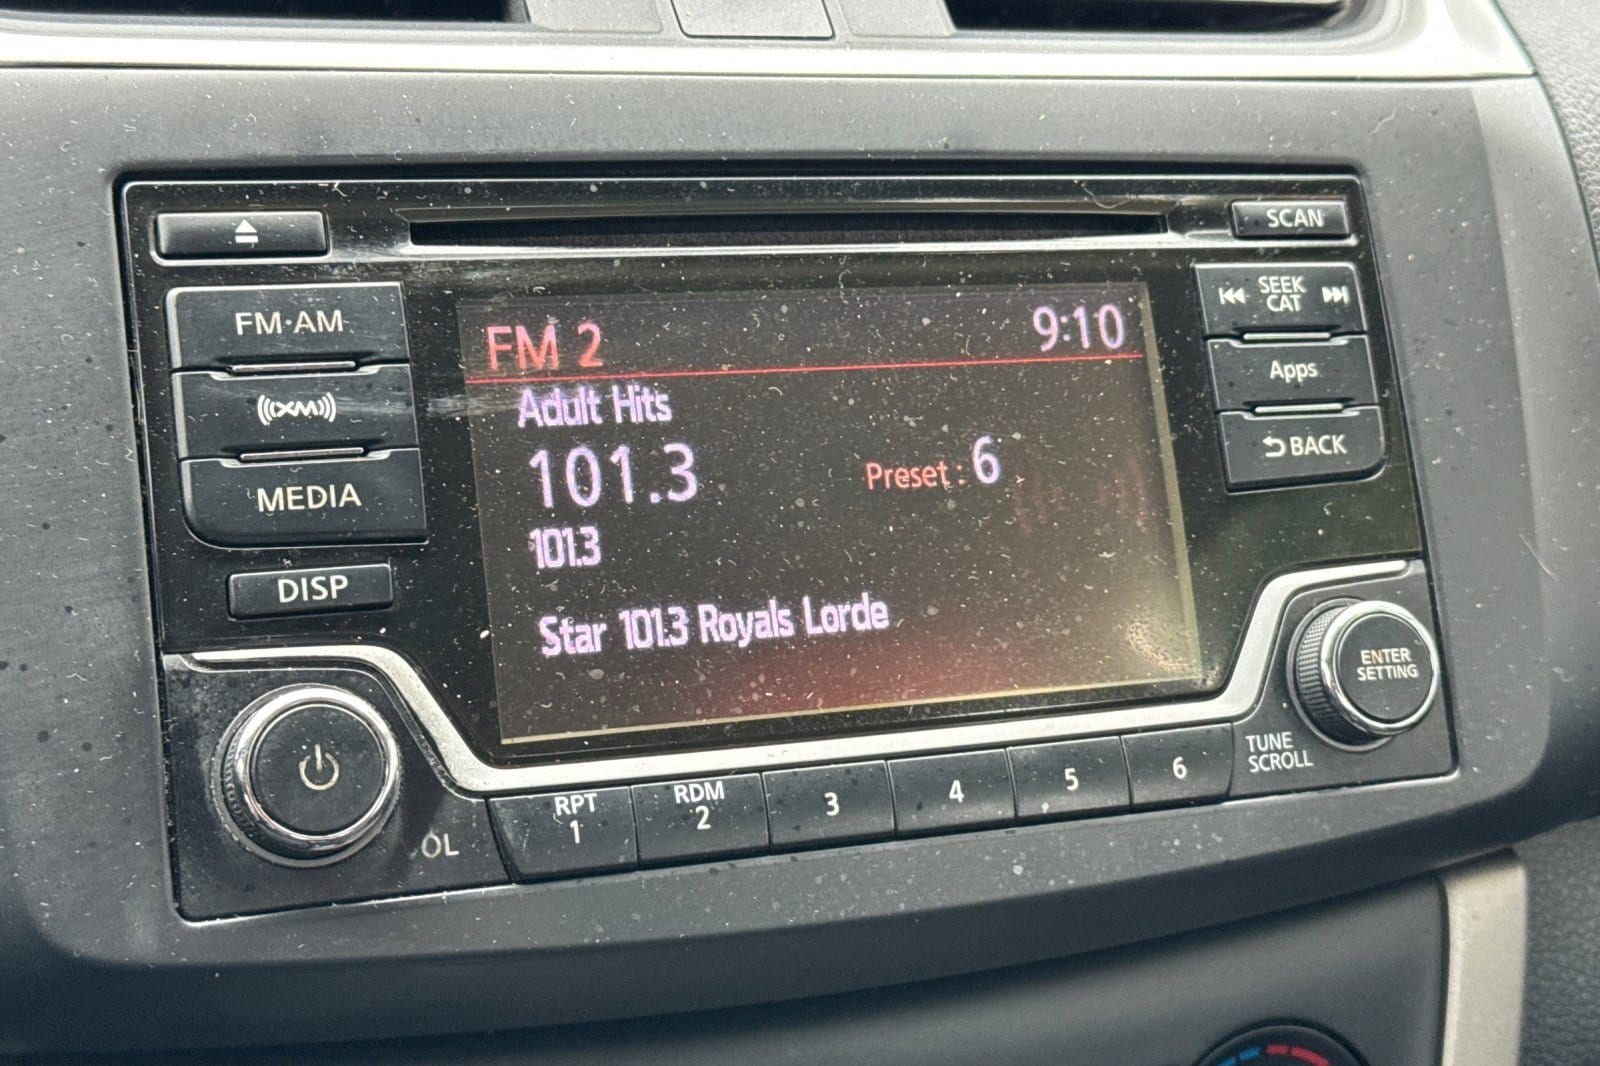 SCAN
FM·AM
SEEK
CAT
XM
Apps
MEDIA
BACK
DISP
FM 2 9:10
Adult Hits
101.3 Preset : 6
101.3
Star 101.3 Royals Lorde
ENTER
SETTING
TUNE
SCROLL
OL
RPT
1
RDM
2
3
4
5
6